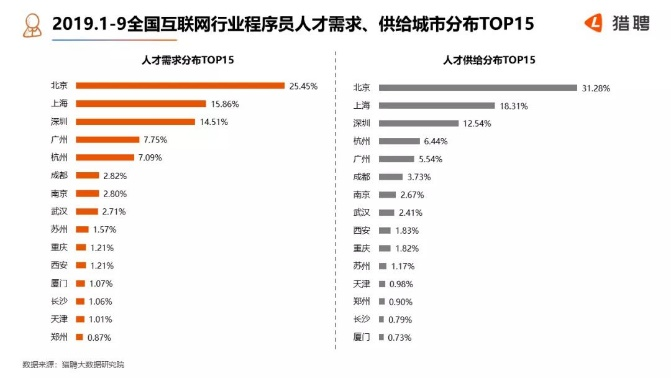 2019.1-9全国互联网行业程序员人才需求、供给城市分布TOP15
猎聘
人才需求分布TOP15
北京 25.45%
上海 15.86%
深圳 14.51%
广州 7.75%
杭州 7.09%
成都 2.82%
南京 2.80%
武汉 2.71%
苏州 1.57%
重庆 1.21%
西安 1.21%
厦门 1.07%
长沙 1.06%
天津 1.01%
郑州 0.87%
人才供给分布TOP15
北京 31.28%
上海 18.31%
深圳 12.54%
杭州 6.44%
广州 5.54%
成都 3.73%
南京 2.67%
武汉 2.41%
西安 1.83%
重庆 1.82%
苏州 1.17%
天津 0.98%
郑州 0.90%
长沙 0.79%
厦门 0.73%
数据来源：猎聘大数据研究院